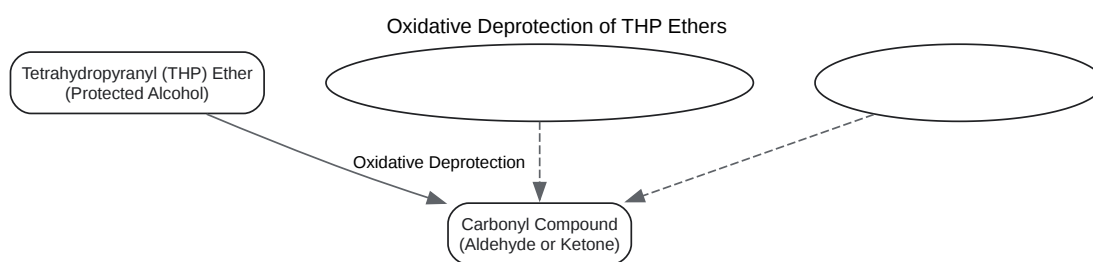 Oxidative Deprotection of THP Ethers
Tetrahydropyranyl (THP) Ether
(Protected Alcohol)
Oxidative Deprotection
Carbonyl Compound
(Aldehyde or Ketone)